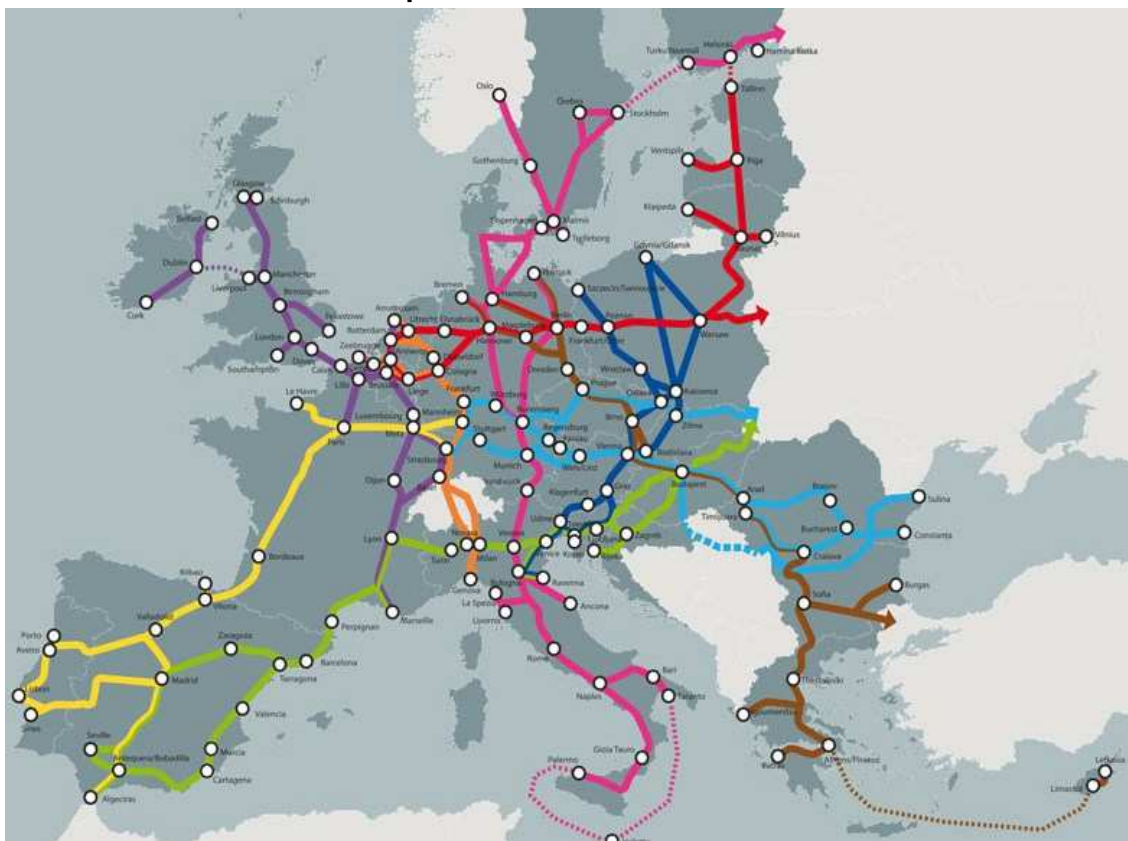 Helsinki
Turku/Naantali
Hamina/Kotka
Tallinn
Oslo
Örebro
Stockholm
Ventspils
Riga
Gothenburg
Klaipeda
Glasgow
Edinburgh
Belfast
Copenhagen
Malmö
Trelleborg
Vilnius
Kaunas
Gdynia/Gdansk
Dublin
Liverpool
Manchester
Cork
Birmingham
Felixstowe
Rostock
Szczecin/Swinoujscie
Bremen
Hamburg
Amsterdam
Utrecht
Osnabrück
Rotterdam
Hannover
Magdeburg
Berlin
Poznan
Frankfurt/Oder
Warsaw
London
Southampton
Dover
Calais
Zeebrugge
Antwerp
Düsseldorf
Cologne
Lille
Brussels
Liège
Dresden
Wroclaw
Le Havre
Frankfurt
Prague
Katowice
Ostrava
Luxembourg
Mannheim
Würzburg
Nuremberg
Paris
Metz
Stuttgart
Regensburg
Passau
Brno
Zilina
Strasbourg
Munich
Wels/Linz
Vienna
Bratislava
Dijon
Basel
Innsbruck
Budapest
Klagenfurt
Graz
Arad
Brasov
Sulina
Timişoara
Udine
Lyon
Novara
Verona
Ljubljana
Zagreb
Bucharest
Constanța
Turin
Milan
Venice
Koper
Rijeka
Craiova
Bordeaux
Bilbao
Genova
Bologna
Ravenna
Burgas
Vitoria
La Spezia
Ancona
Sofia
Marseille
Livorno
Valladolid
Perpignan
Porto
Aveiro
Zaragoza
Rome
Barcelona
Tarragona
Bari
Lisbon
Madrid
Naples
Taranto
Thessaloniki
Sines
Valencia
Igoumenitsa
Seville
Murcia
Gioia Tauro
Antequera/Bobadilla
Palermo
Patras
Athens/Piraeus
Lefkosia
Cartagena
Limassol
Algeciras